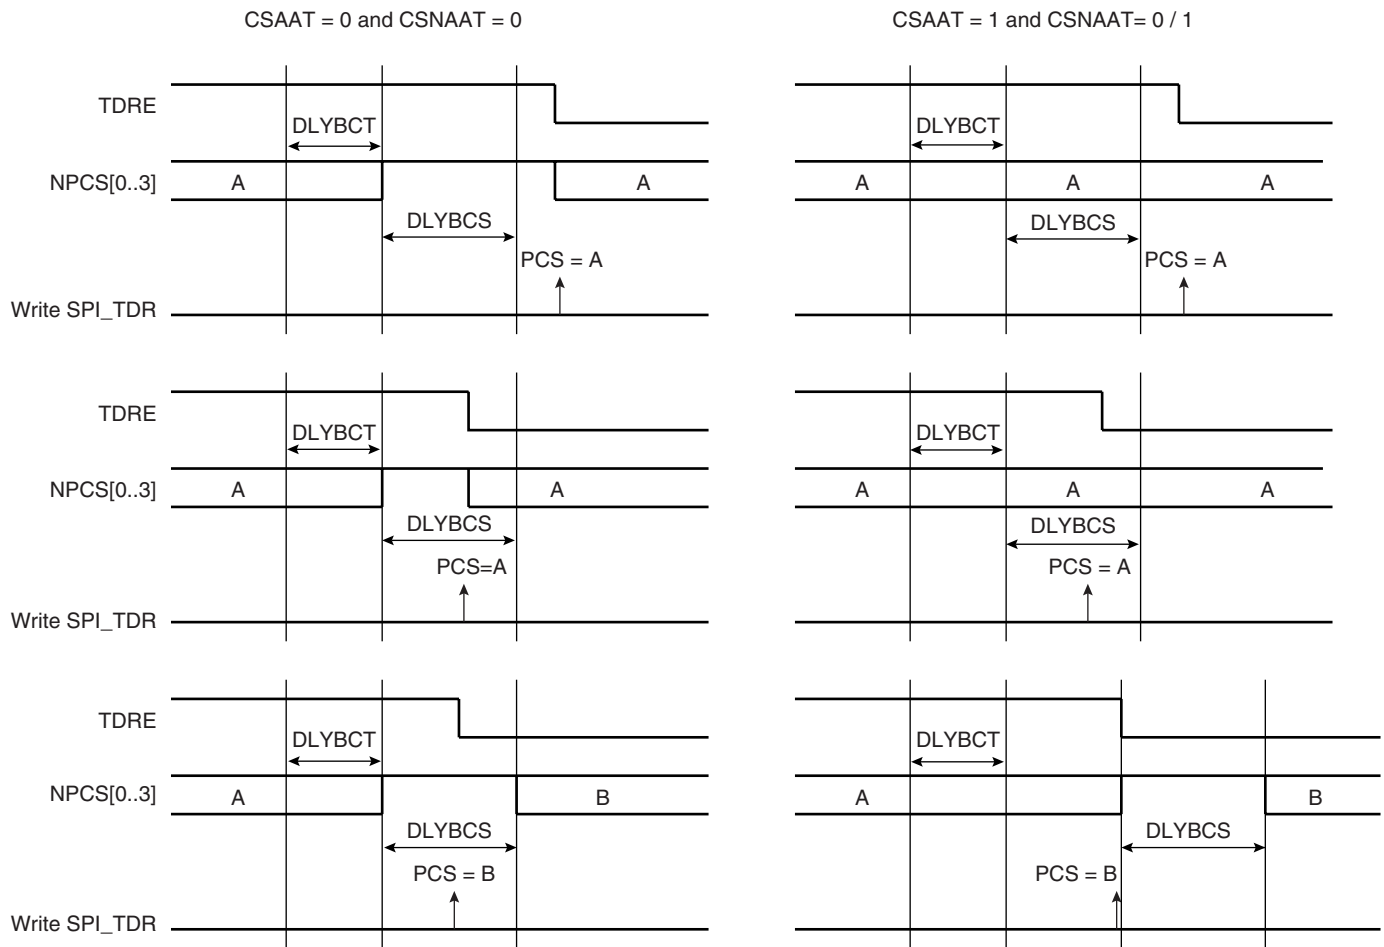 CSAAT = 0 and CSNAAT = 0
CSAAT = 1 and CSNAAT= 0 / 1
TDRE
DLYBCT
DLYBCT
NPCS[0..3]
A
A
A
A
A
DLYBCS
DLYBCS
PCS = A
PCS = A
Write SPI_TDR
TDRE
DLYBCT
DLYBCT
NPCS[0..3]
A
A
A
A
A
DLYBCS
DLYBCS
PCS=A
PCS = A
Write SPI_TDR
TDRE
DLYBCT
DLYBCT
NPCS[0..3]
A
B
A
B
DLYBCS
DLYBCS
PCS = B
PCS = B
Write SPI_TDR